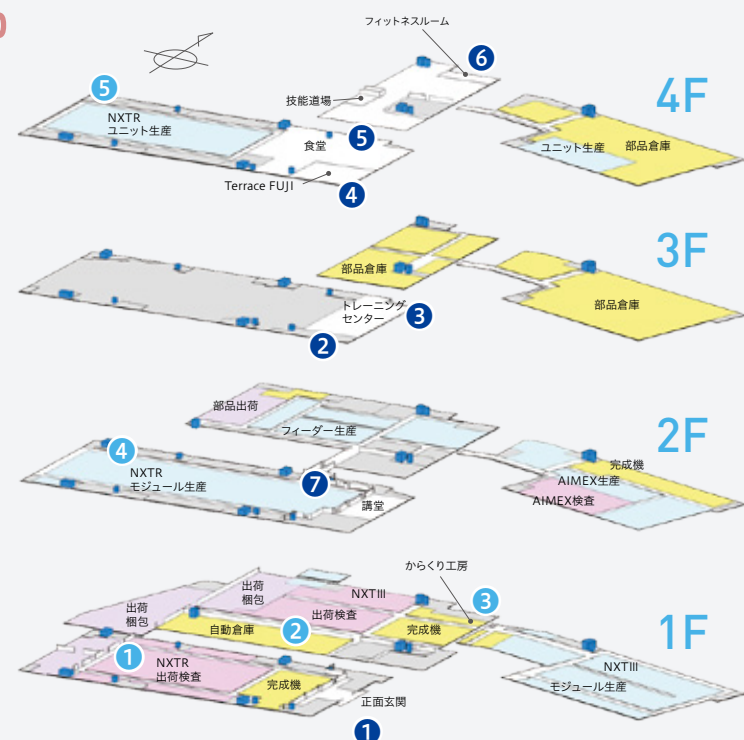 フィットネスルーム
6
5
4F
技能道場
NXTR
ユニット生産
食堂
5
ユニット生産
部品倉庫
Terrace FUJI
4
3F
部品倉庫
部品倉庫
トレーニング
センター
3
2
部品出荷
フィーダー生産
2F
4
NXTR
モジュール生産
7
完成機
AIMEX生産
AIMEX検査
講堂
からくり工房
出荷
梱包
NXTIII
3
出荷
梱包
出荷検査
1F
自動倉庫
2
完成機
1
NXTR
出荷検査
NXTIII
モジュール生産
完成機
正面玄関
1